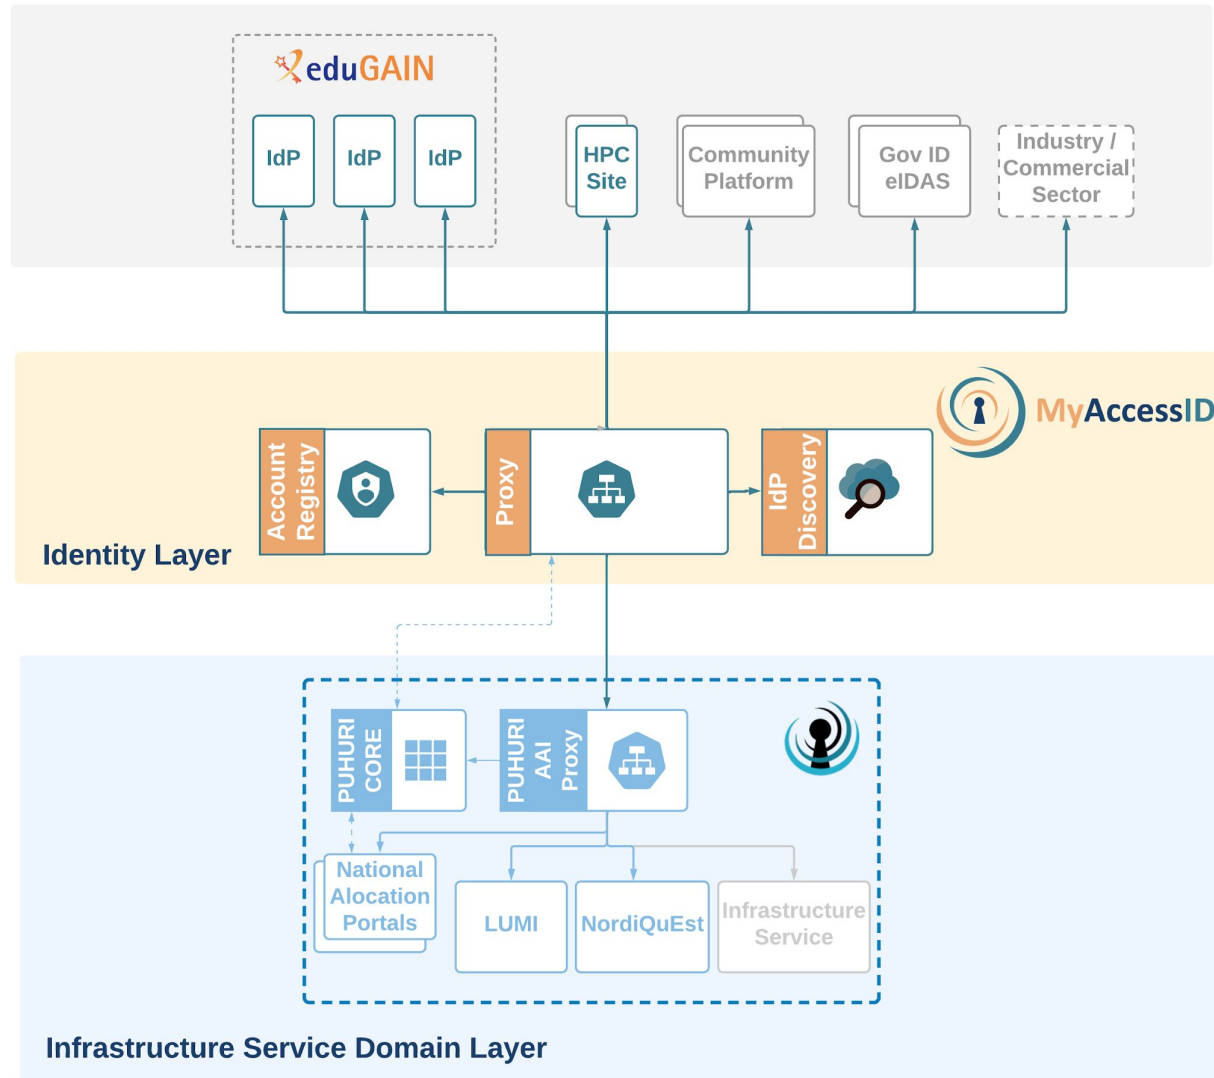 eduGAIN
IdP
IdP
IdP
HPC
Site
Community
Platform
Gov ID
eIDAS
Industry /
Commercial
Sector
MyAccessID
Account
Registry
Proxy
IdP
Discovery
Identity Layer
PUHURI
CORE
PUHURI
AAI
Proxy
National
Alocation
Portals
LUMI
NordiQuEst
Infrastructure
Service
Infrastructure Service Domain Layer